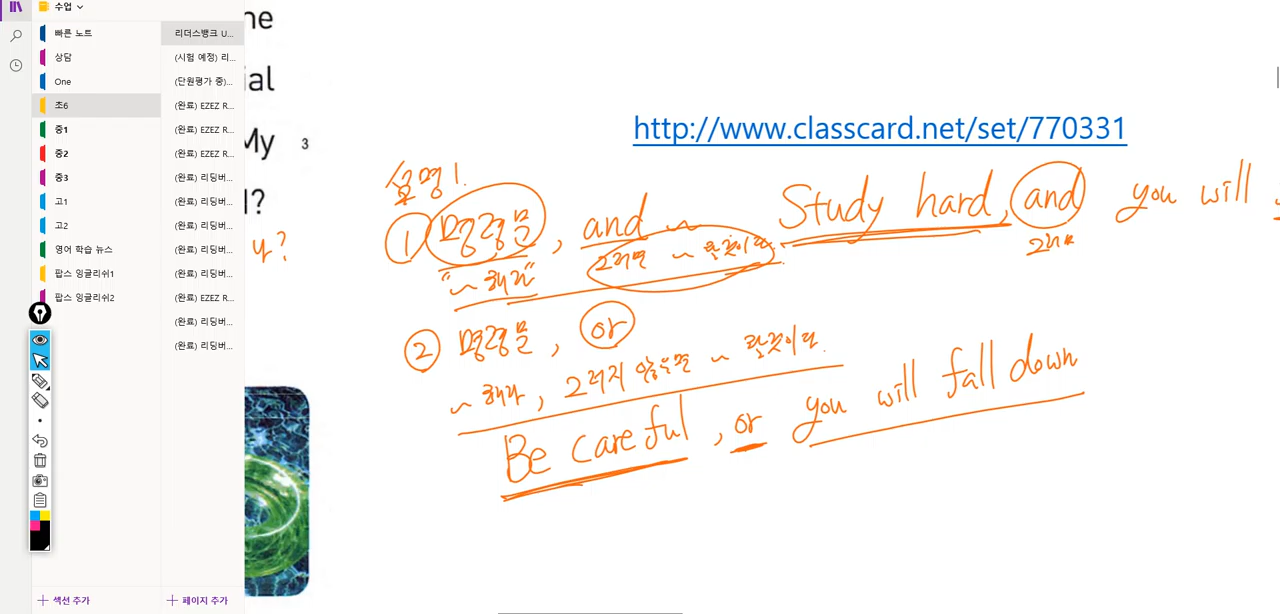 수업
빠른 노트
상담
One
초6
중1
중2
중3
고1
고2
영어 학습 뉴스
팝스 잉글리쉬1
팝스 잉글리쉬2
섹션 추가
리더스뱅크 U...
(시험 예정) 리...
(단원평가 중)...
(완료) EZEZ R...
(완료) EZEZ R...
(완료) EZEZ R...
(완료) 리딩버...
(완료) 리딩버...
(완료) 리딩버...
(완료) 리딩버...
(완료) 리딩버...
(완료) EZEZ R...
(완료) 리딩버...
(완료) 리딩버...
페이지 추가
ne
ial
My 3
?
http://www.classcard.net/set/770331
설명!
① 명령문, and ~ Study hard, and you will
"~ 해라" 그러면 ~ 할것이다.
② 명령문, or
~ 해라, 그러지 않으면 ~ 할것이다.
Be careful, or you will fall down